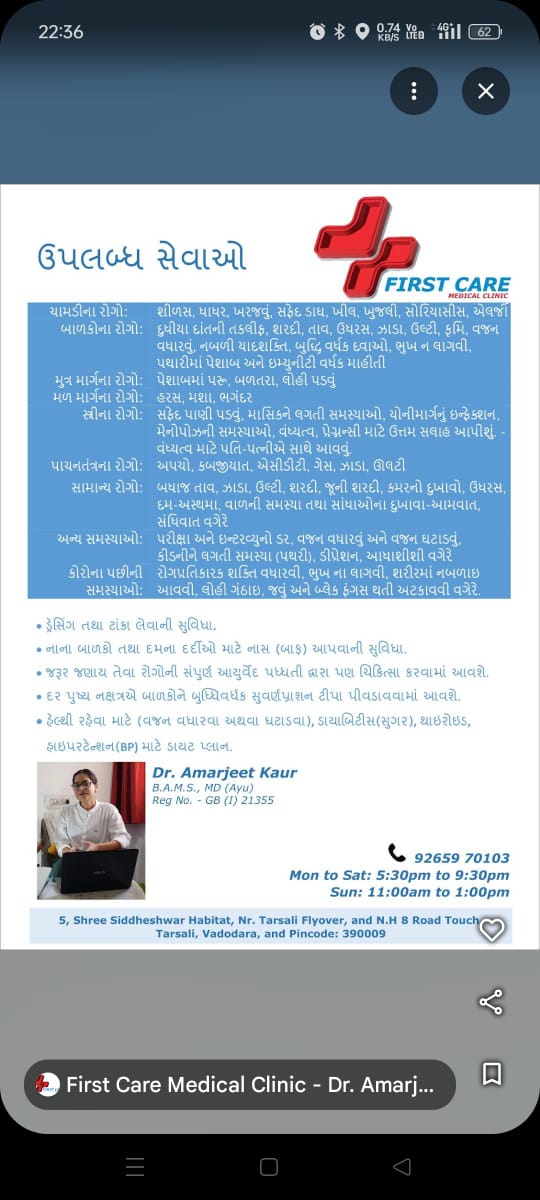 22:36
0.74 KB/S
Vo LTE 2
4G+
62
ઉપલબ્ધ સેવાઓ
FIRST CARE
MEDICAL CLINIC
ચામડીના રોગો: શીળસ, ધાધર, ખરજવું, સફેદ ડાઘ, ખીલ, ખુજલી, સોરિયાસીસ, એલર્જી
બાળકોના રોગો: દુધીયા દાંતની તકલીફ, શરદી, તાવ, ઉધરસ, ઝાડા, ઉલ્ટી, કૃમિ, વજન
વધારવું, નબળી યાદશક્તિ, બુધ્ધિ વર્ધક દવાઓ, ભુખ ન લાગવી,
પથારીમાં પેશાબ અને ઇમ્યુનીટી વર્ધક માહીતી
મુત્ર માર્ગના રોગો: પેશાબમાં પરૂ, બળતરા, લોહી પડવું
મળ માર્ગના રોગો: હરસ, મશા, ભગંદર
સ્ત્રીના રોગો: સફેદ પાણી પડવું, માસિકને લગતી સમસ્યાઓ, યોનીમાર્ગનું ઇન્ફેક્શન,
મેનોપોઝની સમસ્યાઓ, વંધ્યત્વ, પ્રેગ્નન્સી માટે ઉત્તમ સલાહ આપીશું. -
વંધ્યત્વ માટે પતિ-પત્નીએ સાથે આવવું.
પાચનતંત્રના રોગો: અપચો, કબજીયાત, એસીડીટી, ગેસ, ઝાડા, ઊલટી
સામાન્ય રોગો: બધાજ તાવ, ઝાડા, ઉલ્ટી, શરદી, જૂની શરદી, કમરનો દુખાવો, ઉધરસ,
દમ-અસ્થમા, વાળની સમસ્યા તથા સાંધાઓના દુખાવા-આમવાત,
સંધિવાત વગેરે
અન્ય સમસ્યાઓ: પરીક્ષા અને ઇન્ટરવ્યુનો ડર, વજન વધારવું અને વજન ઘટાડવું,
કીડનીને લગતી સમસ્યા (પથરી), ડીપ્રેશન, આધાશીશી વગેરે
કોરોના પછીની રોગપ્રતિકારક શક્તિ વધારવી, ભુખ ના લાગવી, શરીરમાં નબળાઇ
સમસ્યાઓ: આવવી, લોહી ગંઠાઇ, જવું અને બ્લેક ફંગસ થતી અટકાવવી વગેરે.
• ડ્રેસિંગ તથા ટાંકા લેવાની સુવિધા.
• નાના બાળકો તથા દમના દર્દીઓ માટે નાસ (બાફ) આપવાની સુવિધા.
• જરૂર જણાય તેવા રોગોની સંપુર્ણ આયુર્વેદ પધ્ધતી દ્વારા પણ ચિકિત્સા કરવામાં આવશે.
• દર પુષ્ય નક્ષત્રએ બાળકોને બુધ્ધિવર્ધક સુવર્ણપ્રાશન ટીપા પીવડાવવામાં આવશે.
• હેલ્થી રહેવા માટે (વજન વધારવા અથવા ઘટાડવા), ડાયાબિટીસ(સુગર), થાઇરોઇડ,
હાઇપરટેન્શન(BP) માટે ડાયટ પ્લાન.
Dr. Amarjeet Kaur
B.A.M.S., MD (Ayu)
Reg No. - GB (I) 21355
92659 70103
Mon to Sat: 5:30pm to 9:30pm
Sun: 11:00am to 1:00pm
5, Shree Siddheshwar Habitat, Nr. Tarsali Flyover, and N.H 8 Road Touch
Tarsali, Vadodara, and Pincode: 390009
First Care Medical Clinic - Dr. Amarj...